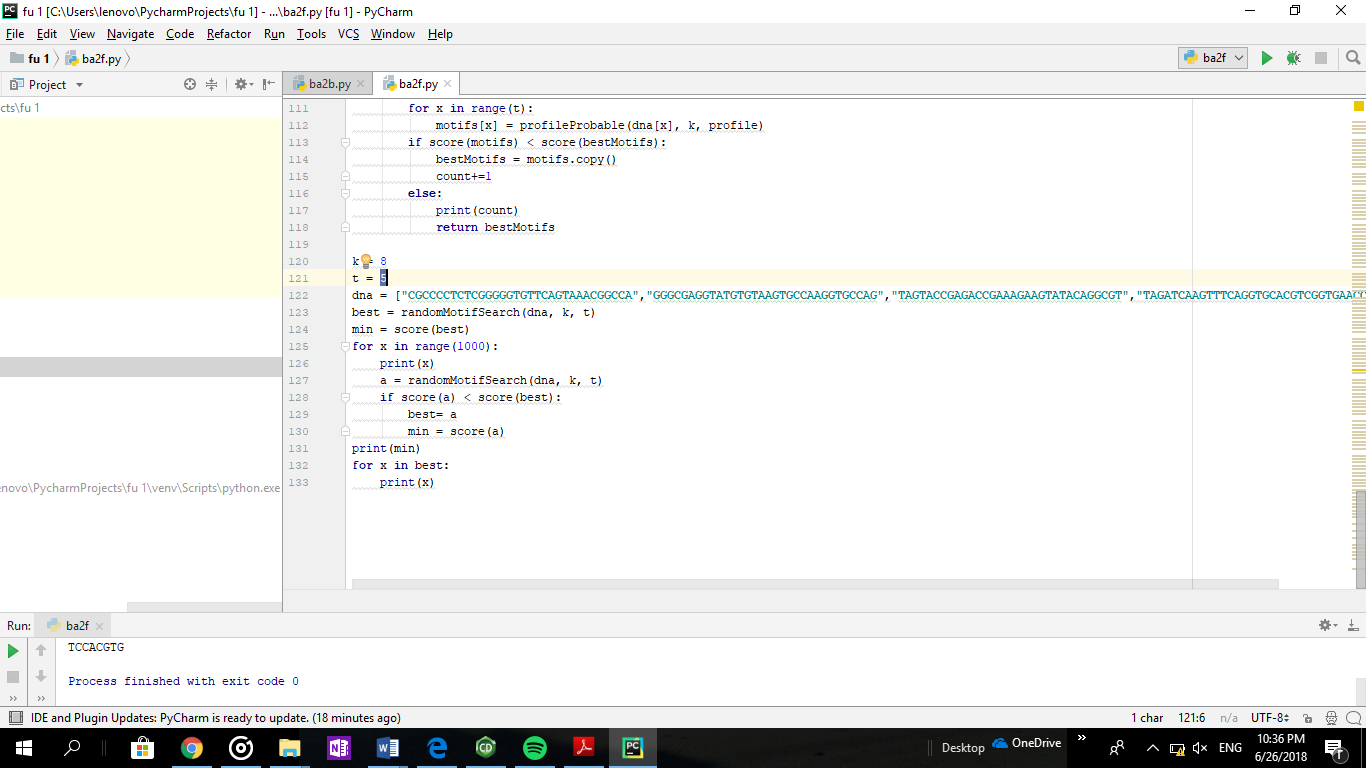 fu 1 [C:\Users\lenovo\PycharmProjects\fu 1] - ...\ba2f.py [fu 1] - PyCharm
File Edit View Navigate Code Refactor Run Tools VCS Window Help
fu 1 ba2f.py ba2f
Project ba2b.py ba2f.py
cts\fu 1
111 for x in range(t):
112 motifs[x] = profileProbable(dna[x], k, profile)
113 if score(motifs) < score(bestMotifs):
114 bestMotifs = motifs.copy()
115 count+=1
116 else:
117 print(count)
118 return bestMotifs
119
120 k = 8
121 t = 5
122 dna = ["CGCCCCTCTCGGGGGTGTTCAGTAAACGGCCA","GGGCGAGGTATGTGTAAGTGCCAAGGTGCCAG","TAGTACCGAGACCGAAAGAAGTATACAGGCGT","TAGATCAAGTTTCAGGTGCACGTCGGTGAACC
123 best = randomMotifSearch(dna, k, t)
124 min = score(best)
125 for x in range(1000):
126 print(x)
127 a = randomMotifSearch(dna, k, t)
128 if score(a) < score(best):
129 best= a
130 min = score(a)
131 print(min)
132 for x in best:
133 print(x)
enovo\PycharmProjects\fu 1\venv\Scripts\python.exe
Run: ba2f
TCCACGTG
Process finished with exit code 0
IDE and Plugin Updates: PyCharm is ready to update. (18 minutes ago) 1 char 121:6 n/a UTF-8
Desktop OneDrive ENG 10:36 PM
6/26/2018